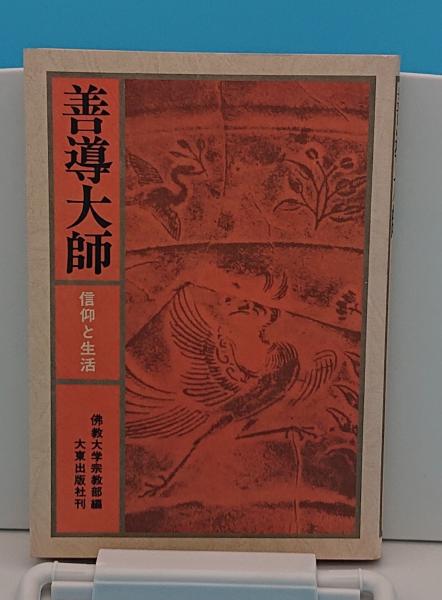 善導大師
信仰と生活
佛教大学宗教部編
大東出版社刊